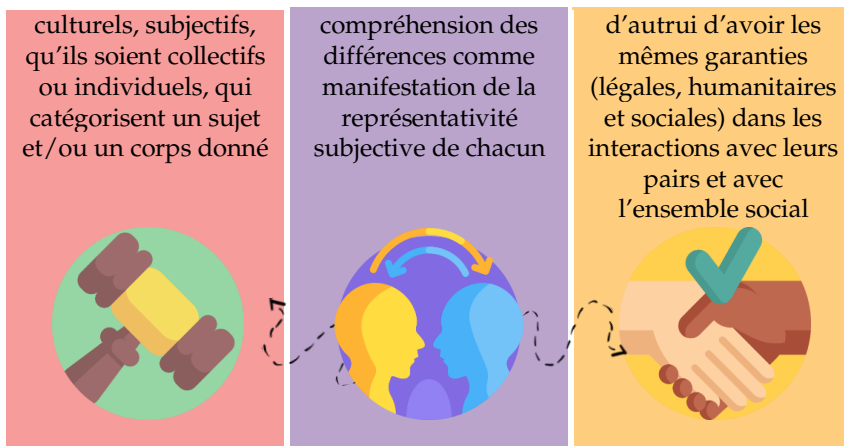 culturels, subjectifs,
qu’ils soient collectifs
ou individuels, qui
catégorisent un sujet
et/ou un corps donné
compréhension des
différences comme
manifestation de la
représentativité
subjective de chacun
d’autrui d’avoir les
mêmes garanties
(légales, humanitaires
et sociales) dans les
interactions avec leurs
pairs et avec
l’ensemble social